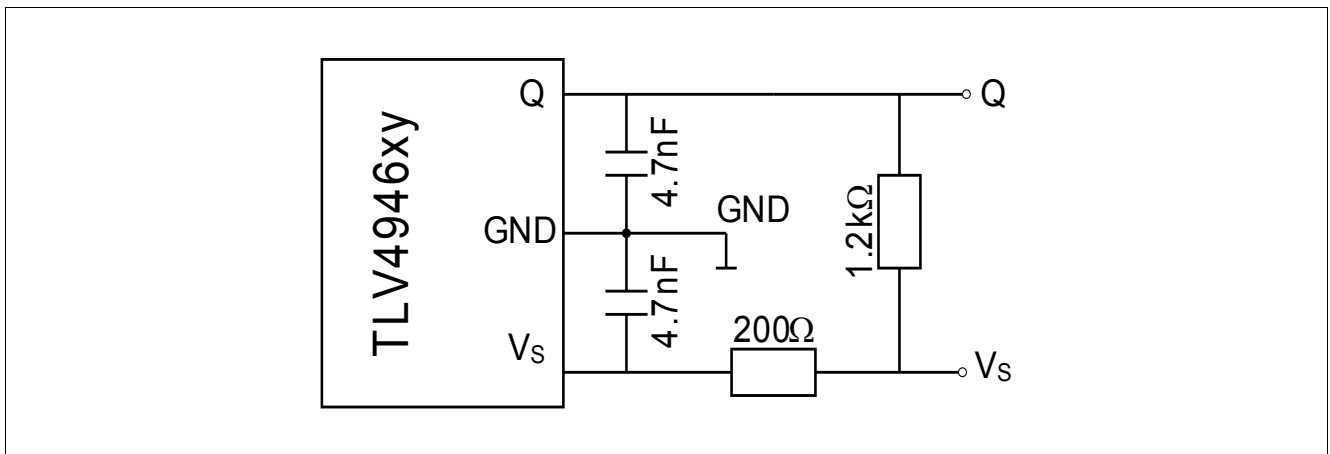 TLV4946xy
Q
GND
VS
4.7nF
4.7nF
GND
200Ω
1.2kΩ
Q
VS